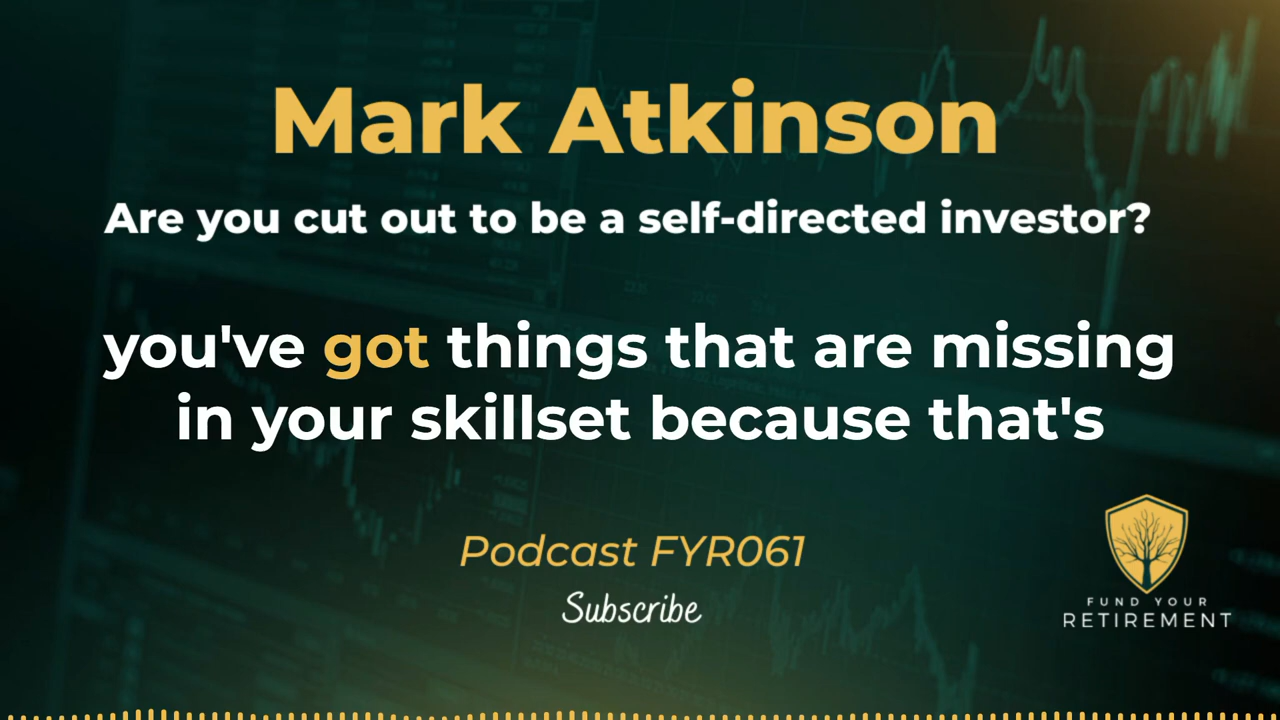 Mark Atkinson
Are you cut out to be a self-directed investor?
you've got things that are missing
in your skillset because that's
Podcast FYR061
Subscribe
FUND YOUR
RETIREMENT